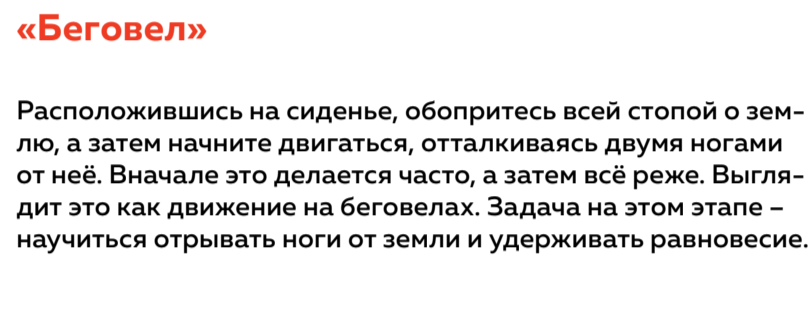 «Беговел»
Расположившись на сиденье, обопритесь всей стопой о зем-
лю, а затем начните двигаться, отталкиваясь двумя ногами
от неё. Вначале это делается часто, а затем всё реже. Выгля-
дит это как движение на беговелах. Задача на этом этапе –
научиться отрывать ноги от земли и удерживать равновесие.